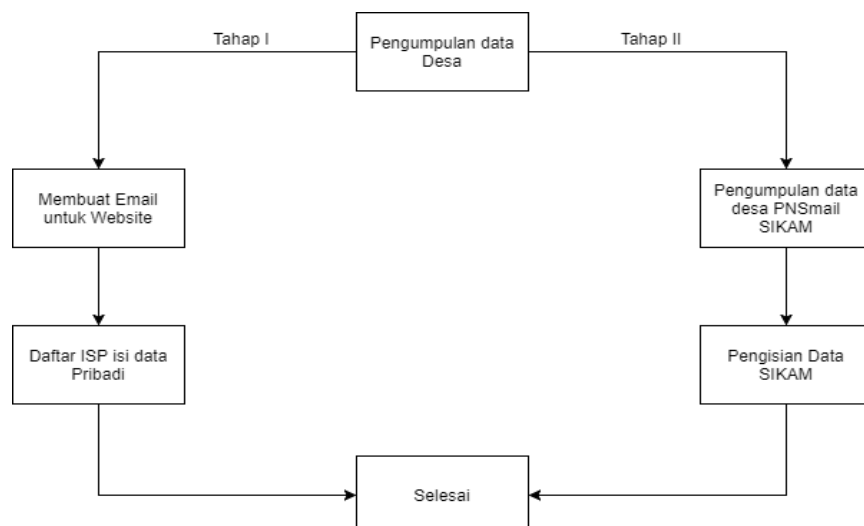 Tahap I
Pengumpulan data
Desa
Tahap II
Membuat Email
untuk Website
Pengumpulan data
desa PNSmail
SIKAM
Daftar ISP isi data
Pribadi
Pengisian Data
SIKAM
Selesai